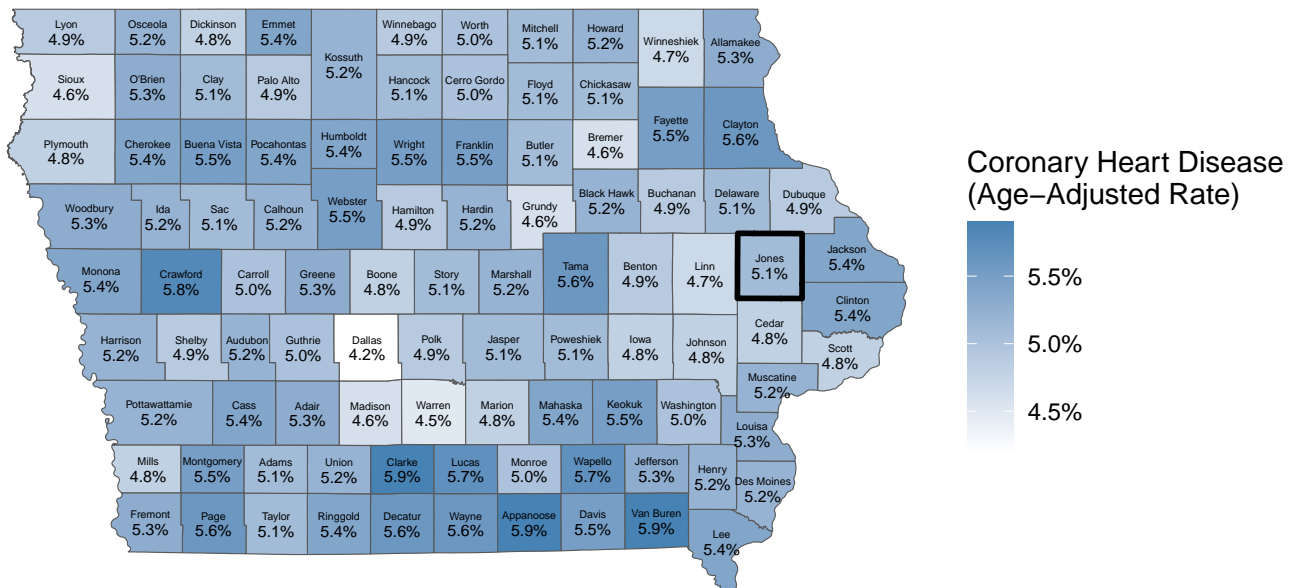 Lyon
4.9%
Osceola
5.2%
Dickinson
4.8%
Emmet
5.4%
Kossuth
5.2%
Winnebago
4.9%
Worth
5.0%
Mitchell
5.1%
Howard
5.2%
Winneshiek
4.7%
Allamakee
5.3%
Sioux
4.6%
O'Brien
5.3%
Clay
5.1%
Palo Alto
4.9%
Hancock
5.1%
Cerro Gordo
5.0%
Floyd
5.1%
Chickasaw
5.1%
Fayette
5.5%
Clayton
5.6%
Plymouth
4.8%
Cherokee
5.4%
Buena Vista
5.5%
Pocahontas
5.4%
Humboldt
5.4%
Wright
5.5%
Franklin
5.5%
Butler
5.1%
Bremer
4.6%
Woodbury
5.3%
Ida
5.2%
Sac
5.1%
Calhoun
5.2%
Webster
5.5%
Hamilton
4.9%
Hardin
5.2%
Grundy
4.6%
Black Hawk
5.2%
Buchanan
4.9%
Delaware
5.1%
Dubuque
4.9%
Monona
5.4%
Crawford
5.8%
Carroll
5.0%
Greene
5.3%
Boone
4.8%
Story
5.1%
Marshall
5.2%
Tama
5.6%
Benton
4.9%
Linn
4.7%
Jones
5.1%
Jackson
5.4%
Clinton
5.4%
Harrison
5.2%
Shelby
4.9%
Audubon
5.2%
Guthrie
5.0%
Dallas
4.2%
Polk
4.9%
Jasper
5.1%
Poweshiek
5.1%
Iowa
4.8%
Johnson
4.8%
Cedar
4.8%
Scott
4.8%
Muscatine
5.2%
Pottawattamie
5.2%
Cass
5.4%
Adair
5.3%
Madison
4.6%
Warren
4.5%
Marion
4.8%
Mahaska
5.4%
Keokuk
5.5%
Washington
5.0%
Louisa
5.3%
Mills
4.8%
Montgomery
5.5%
Adams
5.1%
Union
5.2%
Clarke
5.9%
Lucas
5.7%
Monroe
5.0%
Wapello
5.7%
Jefferson
5.3%
Henry
5.2%
Des Moines
5.2%
Fremont
5.3%
Page
5.6%
Taylor
5.1%
Ringgold
5.4%
Decatur
5.6%
Wayne
5.6%
Appanoose
5.9%
Davis
5.5%
Van Buren
5.9%
Lee
5.4%
Coronary Heart Disease
(Age−Adjusted Rate)
5.5%
5.0%
4.5%